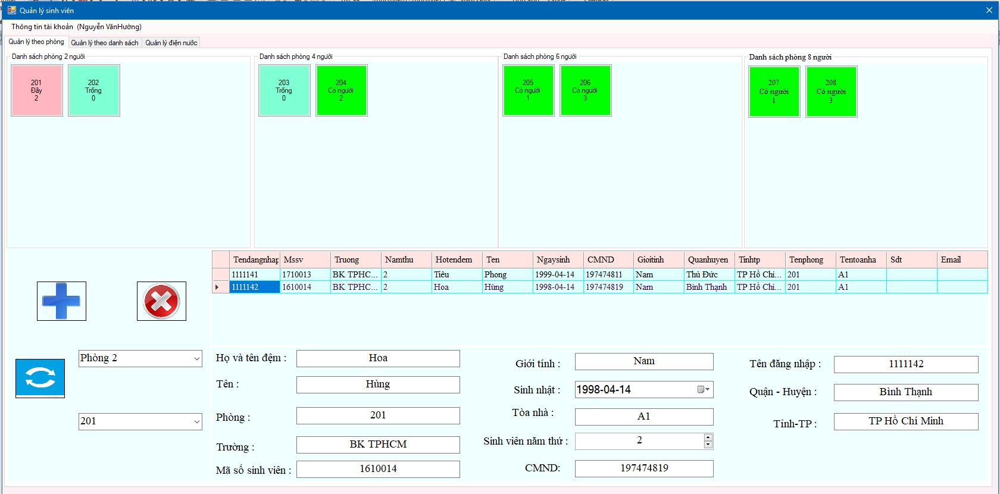 Quản lý sinh viên
Thông tin tài khoản (Nguyễn VănHường)
Quản lý theo phòng Quản lý theo danh sách Quản lý điện nước
Danh sách phòng 2 người Danh sách phòng 4 người Danh sách phòng 6 người Danh sách phòng 8 người
201 202 203 204 205 206 207 208
Đầy Trống Trống Có người Có người Có người Có người Có người
2 0 0 2 1 3 1 3
Tendangnhap Mssv Truong Namthu Hotendem Ten Ngaysinh CMND Gioitinh Quanhuyen Tinhtp Tenphong Tentoanha Sdt Email
1111141 1710013 BK TPHC... 2 Tiêu Phong 1999-04-14 197474811 Nam Thủ Đức TP Hồ Chí... 201 A1
1111142 1610014 BK TPHC... 2 Hoa Hùng 1998-04-14 197474819 Nam Bình Thạnh TP Hồ Chí... 201 A1
Phòng 2
201
Họ và tên đệm : Hoa
Tên : Hùng
Phòng : 201
Trường : BK TPHCM
Mã số sinh viên : 1610014
Giới tính : Nam
Sinh nhật : 1998-04-14
Tòa nhà : A1
Sinh viên năm thứ : 2
CMND: 197474819
Tên đăng nhập : 1111142
Quận - Huyện : Bình Thạnh
Tỉnh-TP : TP Hồ Chí Minh